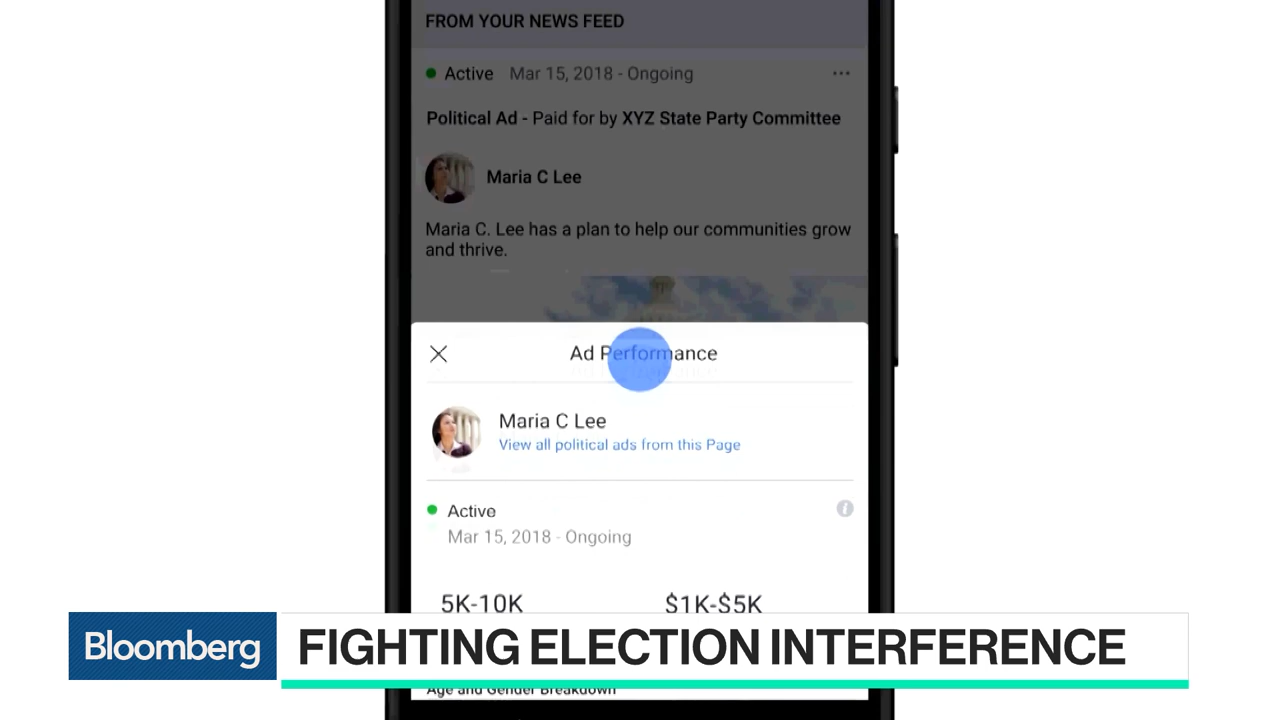 FROM YOUR NEWS FEED
Active Mar 15, 2018 - Ongoing
Political Ad - Paid for by XYZ State Party Committee
Maria C Lee
Maria C. Lee has a plan to help our communities grow
and thrive.
Ad Performance
Maria C Lee
View all political ads from this Page
Active
Mar 15, 2018 - Ongoing
5K-10K $1K-$5K
Bloomberg FIGHTING ELECTION INTERFERENCE
Age and Gender Breakdown